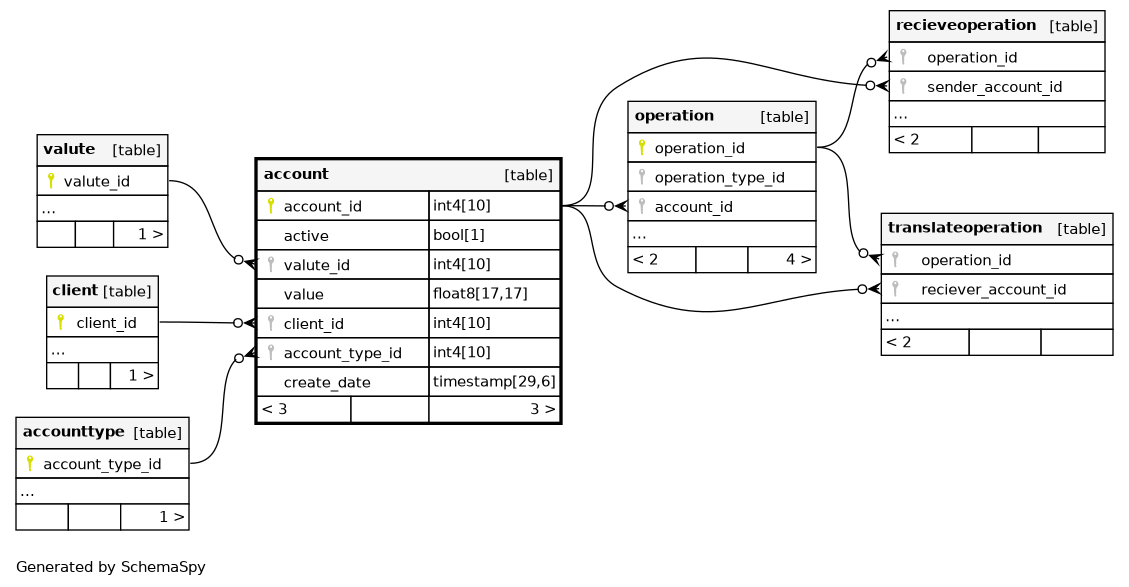 valute [table]
valute_id
...
1 >
client [table]
client_id
...
1 >
accounttype [table]
account_type_id
...
1 >
account [table]
account_id int4[10]
active bool[1]
valute_id int4[10]
value float8[17,17]
client_id int4[10]
account_type_id int4[10]
create_date timestamp[29,6]
< 3 3 >
operation [table]
operation_id
operation_type_id
account_id
...
< 2 4 >
recieveoperation [table]
operation_id
sender_account_id
...
< 2
translateoperation [table]
operation_id
reciever_account_id
...
< 2
Generated by SchemaSpy